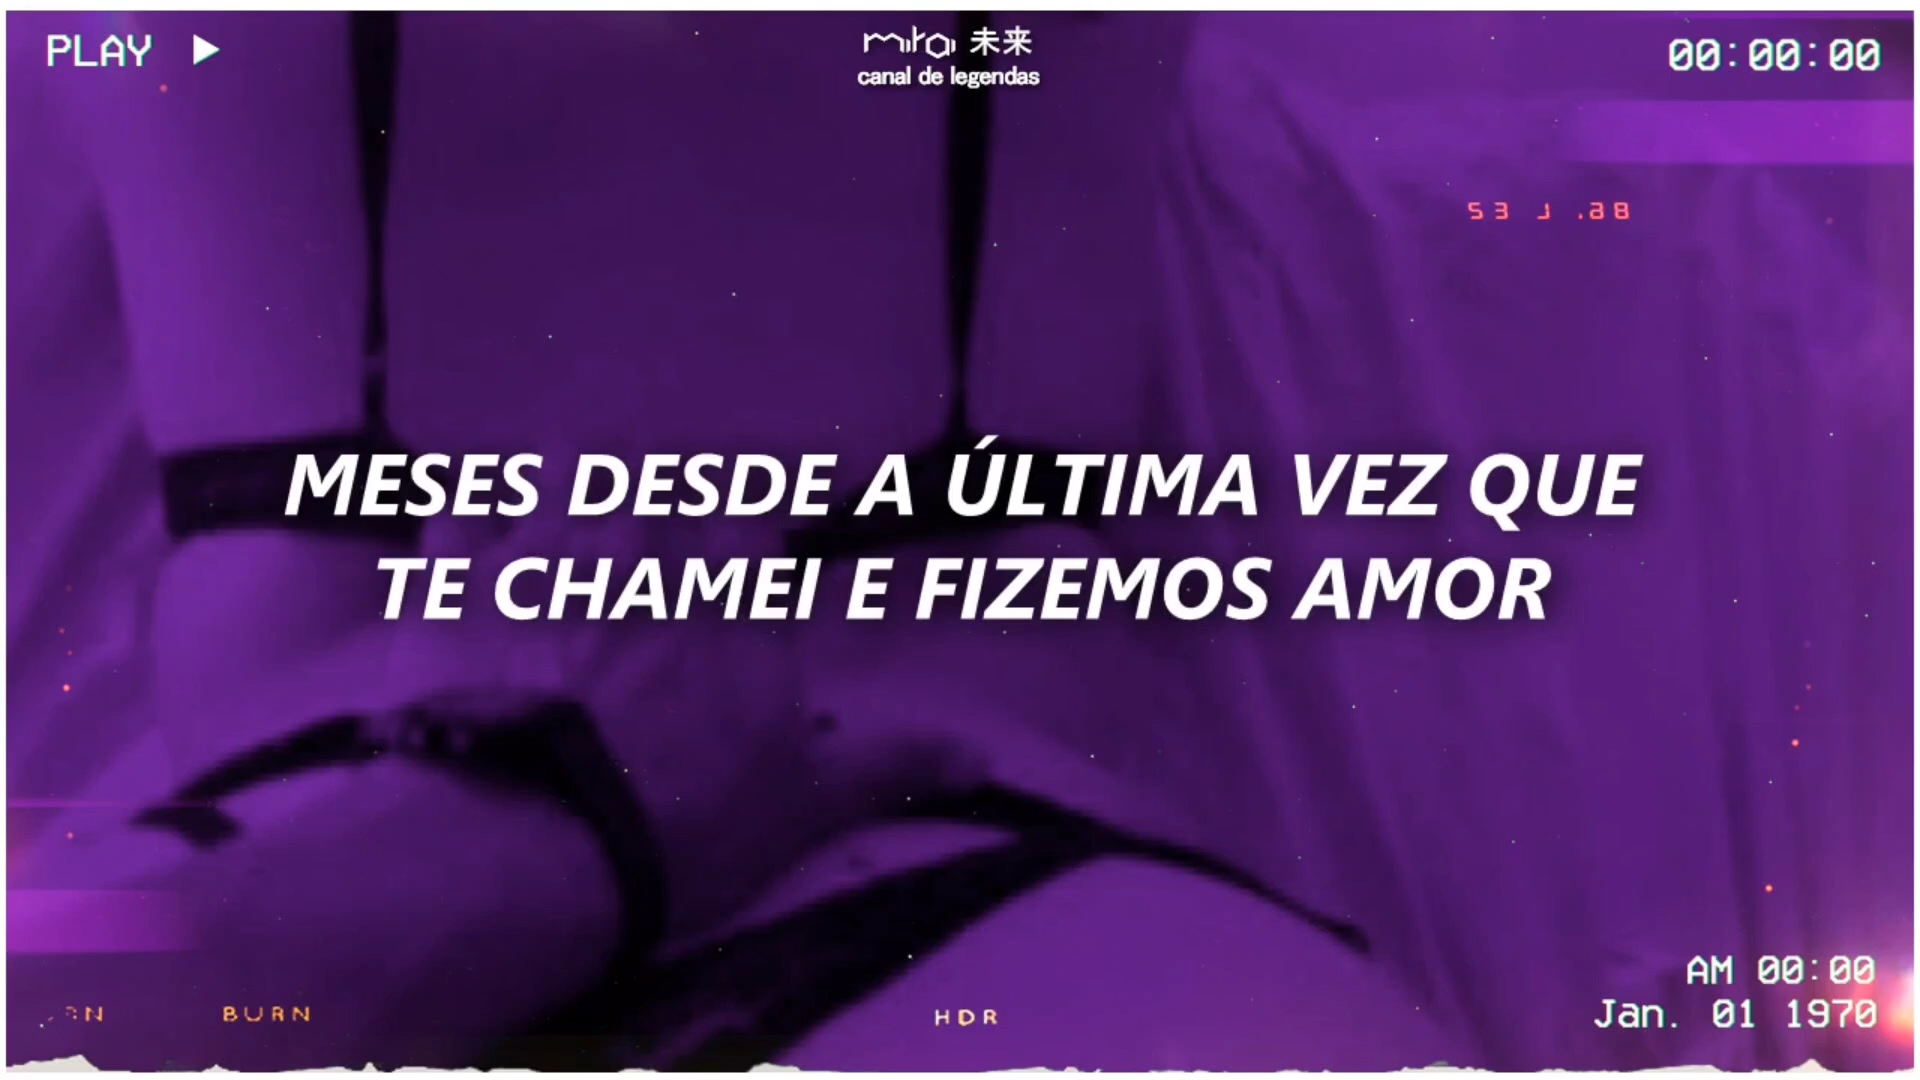 PLAY
mirai 未来
canal de legendas
00:00:00
MESES DESDE A ÚLTIMA VEZ QUE
TE CHAMEI E FIZEMOS AMOR
AM 00:00
Jan. 01 1970
BURN
HDR